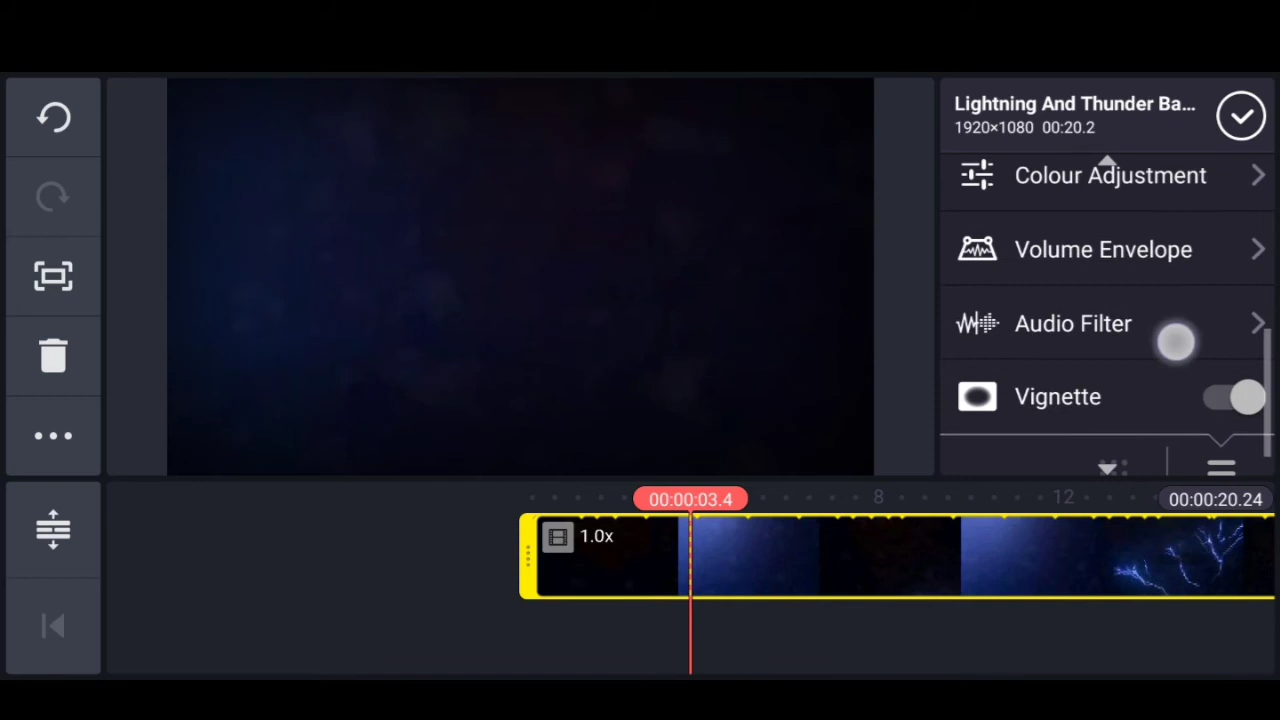 Lightning And Thunder Ba...
1920×1080 00:20.2
Colour Adjustment
Volume Envelope
Audio Filter
Vignette
00:00:03.4
8
12
00:00:20.24
1.0x